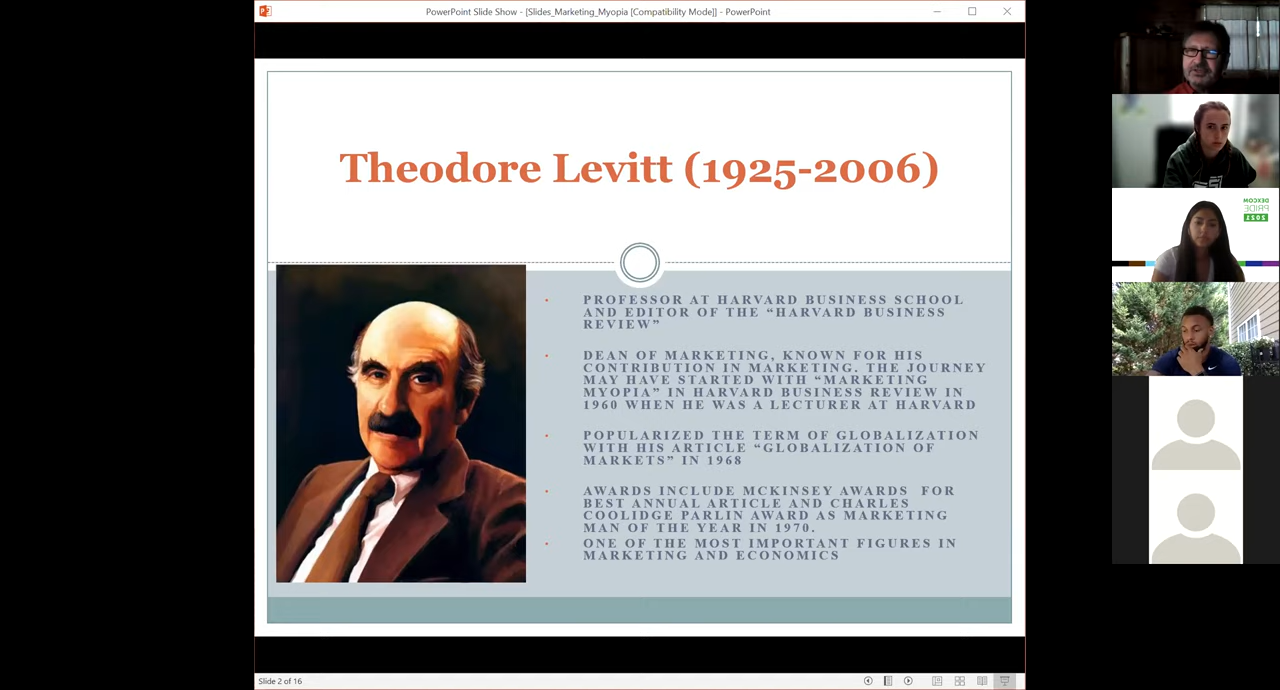 PowerPoint Slide Show - [Slides_Marketing_Myopia [Compatibility Mode]] - PowerPoint
Theodore Levitt (1925-2006)
PROFESSOR AT HARVARD BUSINESS SCHOOL
AND EDITOR OF THE “HARVARD BUSINESS
REVIEW”
DEAN OF MARKETING, KNOWN FOR HIS
CONTRIBUTION IN MARKETING. THE JOURNEY
MAY HAVE STARTED WITH “MARKETING
MYOPIA” IN HARVARD BUSINESS REVIEW IN
1960 WHEN HE WAS A LECTURER AT HARVARD
POPULARIZED THE TERM OF GLOBALIZATION
WITH HIS ARTICLE “GLOBALIZATION OF
MARKETS” IN 1968
AWARDS INCLUDE MCKINSEY AWARDS FOR
BEST ANNUAL ARTICLE AND CHARLES
COOLIDGE PARLIN AWARD AS MARKETING
MAN OF THE YEAR IN 1970.
ONE OF THE MOST IMPORTANT FIGURES IN
MARKETING AND ECONOMICS
Slide 2 of 16
DEXCOM
PRIDE
2021